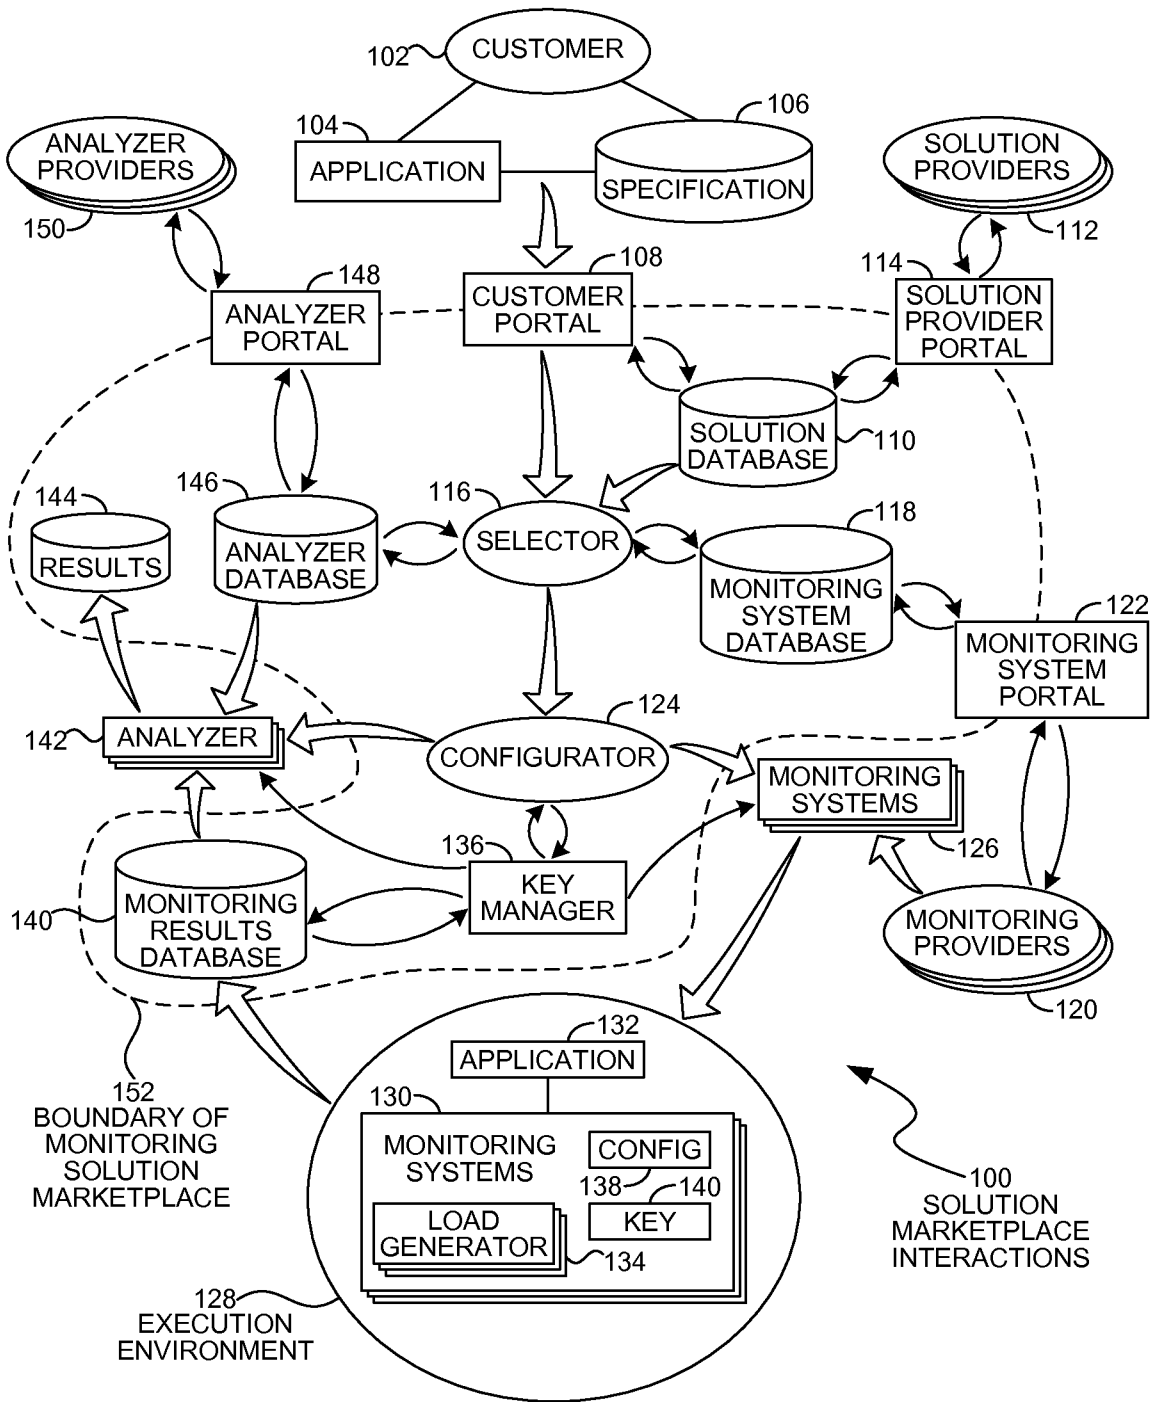 CUSTOMER
102
106
104
APPLICATION
SPECIFICATION
ANALYZER
PROVIDERS
150
SOLUTION
PROVIDERS
112
148
ANALYZER
PORTAL
108
CUSTOMER
PORTAL
114
SOLUTION
PROVIDER
PORTAL
SOLUTION
DATABASE
110
144
RESULTS
146
ANALYZER
DATABASE
116
SELECTOR
118
MONITORING
SYSTEM
DATABASE
122
MONITORING
SYSTEM
PORTAL
142
ANALYZER
124
CONFIGURATOR
MONITORING
SYSTEMS
126
136
KEY
MANAGER
140
MONITORING
RESULTS
DATABASE
MONITORING
PROVIDERS
120
132
APPLICATION
130
MONITORING
SYSTEMS
CONFIG
138
140
KEY
LOAD
GENERATOR
134
152
BOUNDARY OF
MONITORING
SOLUTION
MARKETPLACE
100
SOLUTION
MARKETPLACE
INTERACTIONS
128
EXECUTION
ENVIRONMENT